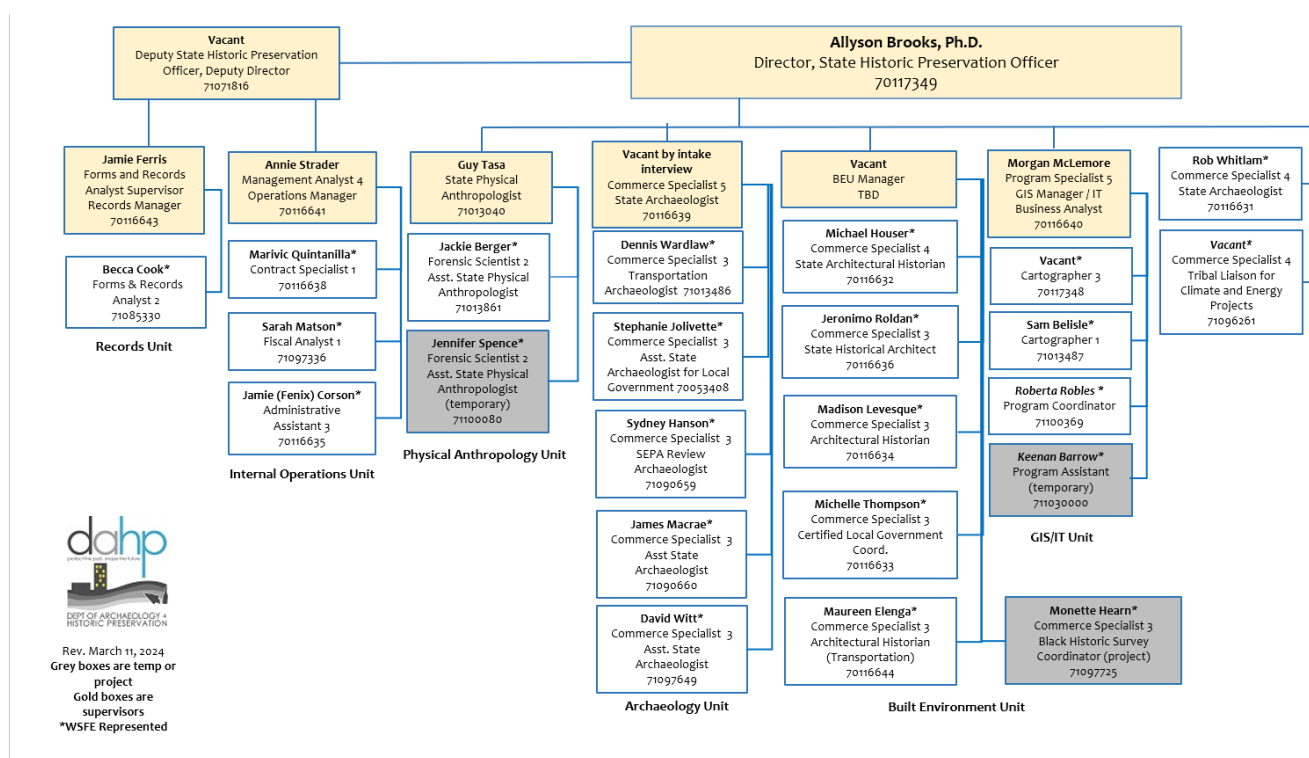 Vacant
Deputy State Historic Preservation
Officer, Deputy Director
71071816
Allyson Brooks, Ph.D.
Director, State Historic Preservation Officer
70117349
Jamie Ferris
Forms and Records
Analyst Supervisor
Records Manager
70116643
Becca Cook*
Forms & Records
Analyst 2
71085330
Records Unit
Annie Strader
Management Analyst 4
Operations Manager
70116641
Marivic Quintanilla*
Contract Specialist 1
70116638
Sarah Matson*
Fiscal Analyst 1
71097336
Jamie (Fenix) Corson*
Administrative
Assistant 3
70116635
Internal Operations Unit
Guy Tasa
State Physical
Anthropologist
71013040
Jackie Berger*
Forensic Scientist 2
Asst. State Physical
Anthropologist
71013861
Jennifer Spence*
Forensic Scientist 2
Asst. State Physical
Anthropologist
(temporary)
71100080
Physical Anthropology Unit
Vacant by intake
interview
Commerce Specialist 5
State Archaeologist
70116639
Dennis Wardlaw*
Commerce Specialist 3
Transportation
Archaeologist 71013486
Stephanie Jolivette*
Commerce Specialist 3
Asst. State
Archaeologist for Local
Government 70053408
Sydney Hanson*
Commerce Specialist 3
SEPA Review
Archaeologist
71090659
James Macrae*
Commerce Specialist 3
Asst State
Archaeologist
71090660
David Witt*
Commerce Specialist 3
Asst. State
Archaeologist
71097649
Archaeology Unit
Vacant
BEU Manager
TBD
Michael Houser*
Commerce Specialist 4
State Architectural Historian
70116632
Jeronimo Roldan*
Commerce Specialist 3
State Historical Architect
70116636
Madison Levesque*
Commerce Specialist 3
Architectural Historian
70116634
Michelle Thompson*
Commerce Specialist 3
Certified Local Government
Coord.
70116633
Maureen Elenga*
Commerce Specialist 3
Architectural Historian
(Transportation)
70116644
Monette Hearn*
Commerce Specialist 3
Black Historic Survey
Coordinator (project)
71097725
Built Environment Unit
Morgan McLemore
Program Specialist 5
GIS Manager / IT
Business Analyst
70116640
Vacant*
Cartographer 3
70117348
Sam Belisle*
Cartographer 1
71013487
Roberta Robles *
Program Coordinator
71100369
Keenan Barrow*
Program Assistant
(temporary)
711030000
GIS/IT Unit
Rob Whitlam*
Commerce Specialist 4
State Archaeologist
70116631
Vacant*
Commerce Specialist 4
Tribal Liaison for
Climate and Energy
Projects
71096261
dahp
protect the past, shape the future
DEPT OF ARCHAEOLOGY +
HISTORIC PRESERVATION
Rev. March 11, 2024
Grey boxes are temp or
project
Gold boxes are
supervisors
*WSFE Represented